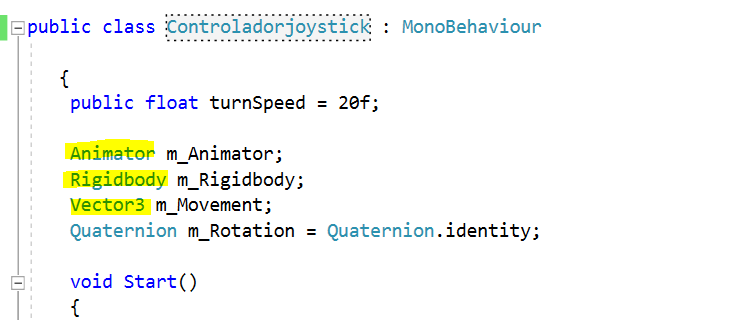 public class Controladorjoystick : MonoBehaviour
{
public float turnSpeed = 20f;
Animator m_Animator;
Rigidbody m_Rigidbody;
Vector3 m_Movement;
Quaternion m_Rotation = Quaternion.identity;
void Start()
{